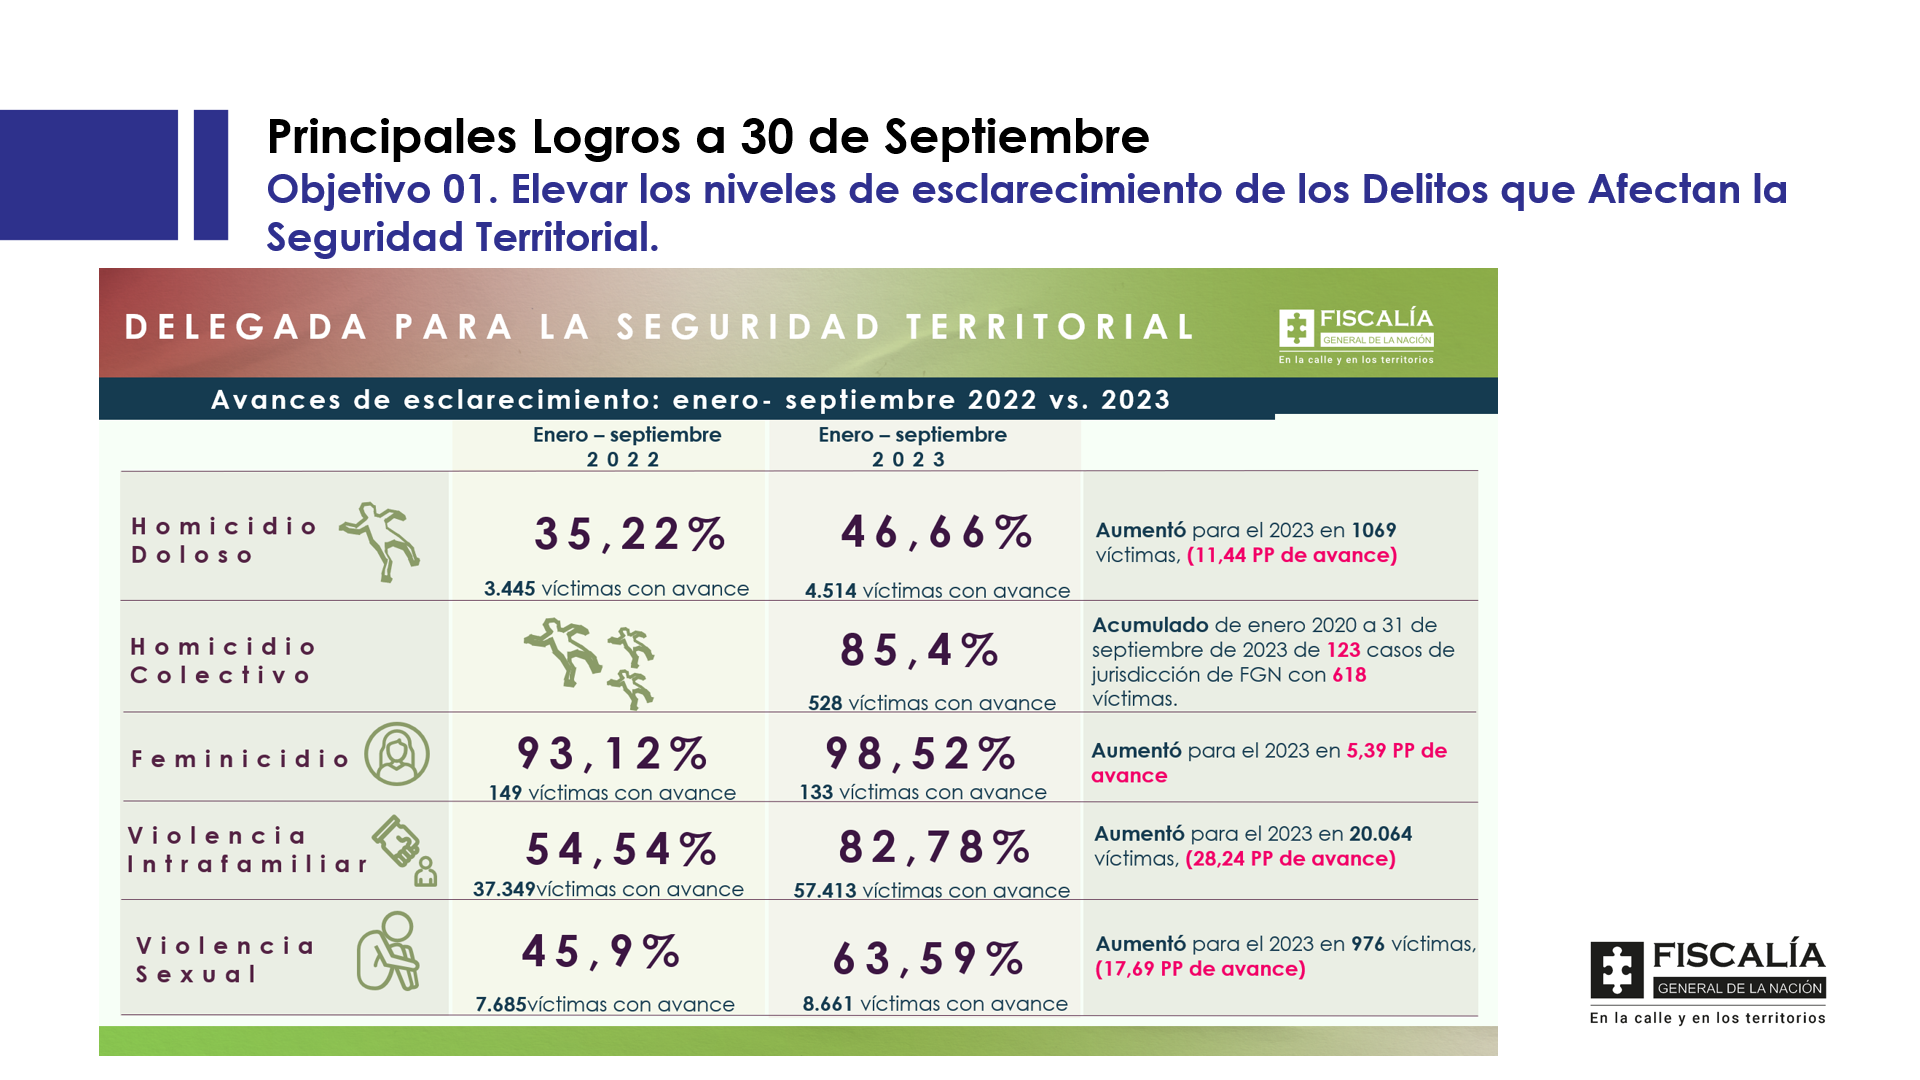 Principales Logros a 30 de Septiembre
Objetivo 01. Elevar los niveles de esclarecimiento de los Delitos que Afectan la
Seguridad Territorial.
DELEGADA PARA LA SEGURIDAD TERRITORIAL
FISCALÍA
GENERAL DE LA NACIÓN
En la calle y en los territorios
Avances de esclarecimiento: enero- septiembre 2022 vs. 2023
Enero – septiembre
2022
Enero – septiembre
2023
Homicidio
Doloso
35,22%
3.445 víctimas con avance
46,66%
4.514 víctimas con avance
Aumentó para el 2023 en 1069
víctimas, (11,44 PP de avance)
Homicidio
Colectivo
85,4%
528 víctimas con avance
Acumulado de enero 2020 a 31 de
septiembre de 2023 de 123 casos de
jurisdicción de FGN con 618
víctimas.
Feminicidio
93,12%
149 víctimas con avance
98,52%
133 víctimas con avance
Aumentó para el 2023 en 5,39 PP de
avance
Violencia
Intrafamiliar
54,54%
37.349víctimas con avance
82,78%
57.413 víctimas con avance
Aumentó para el 2023 en 20.064
víctimas, (28,24 PP de avance)
Violencia
Sexual
45,9%
7.685víctimas con avance
63,59%
8.661 víctimas con avance
Aumentó para el 2023 en 976 víctimas,
(17,69 PP de avance)
FISCALÍA
GENERAL DE LA NACIÓN
En la calle y en los territorios